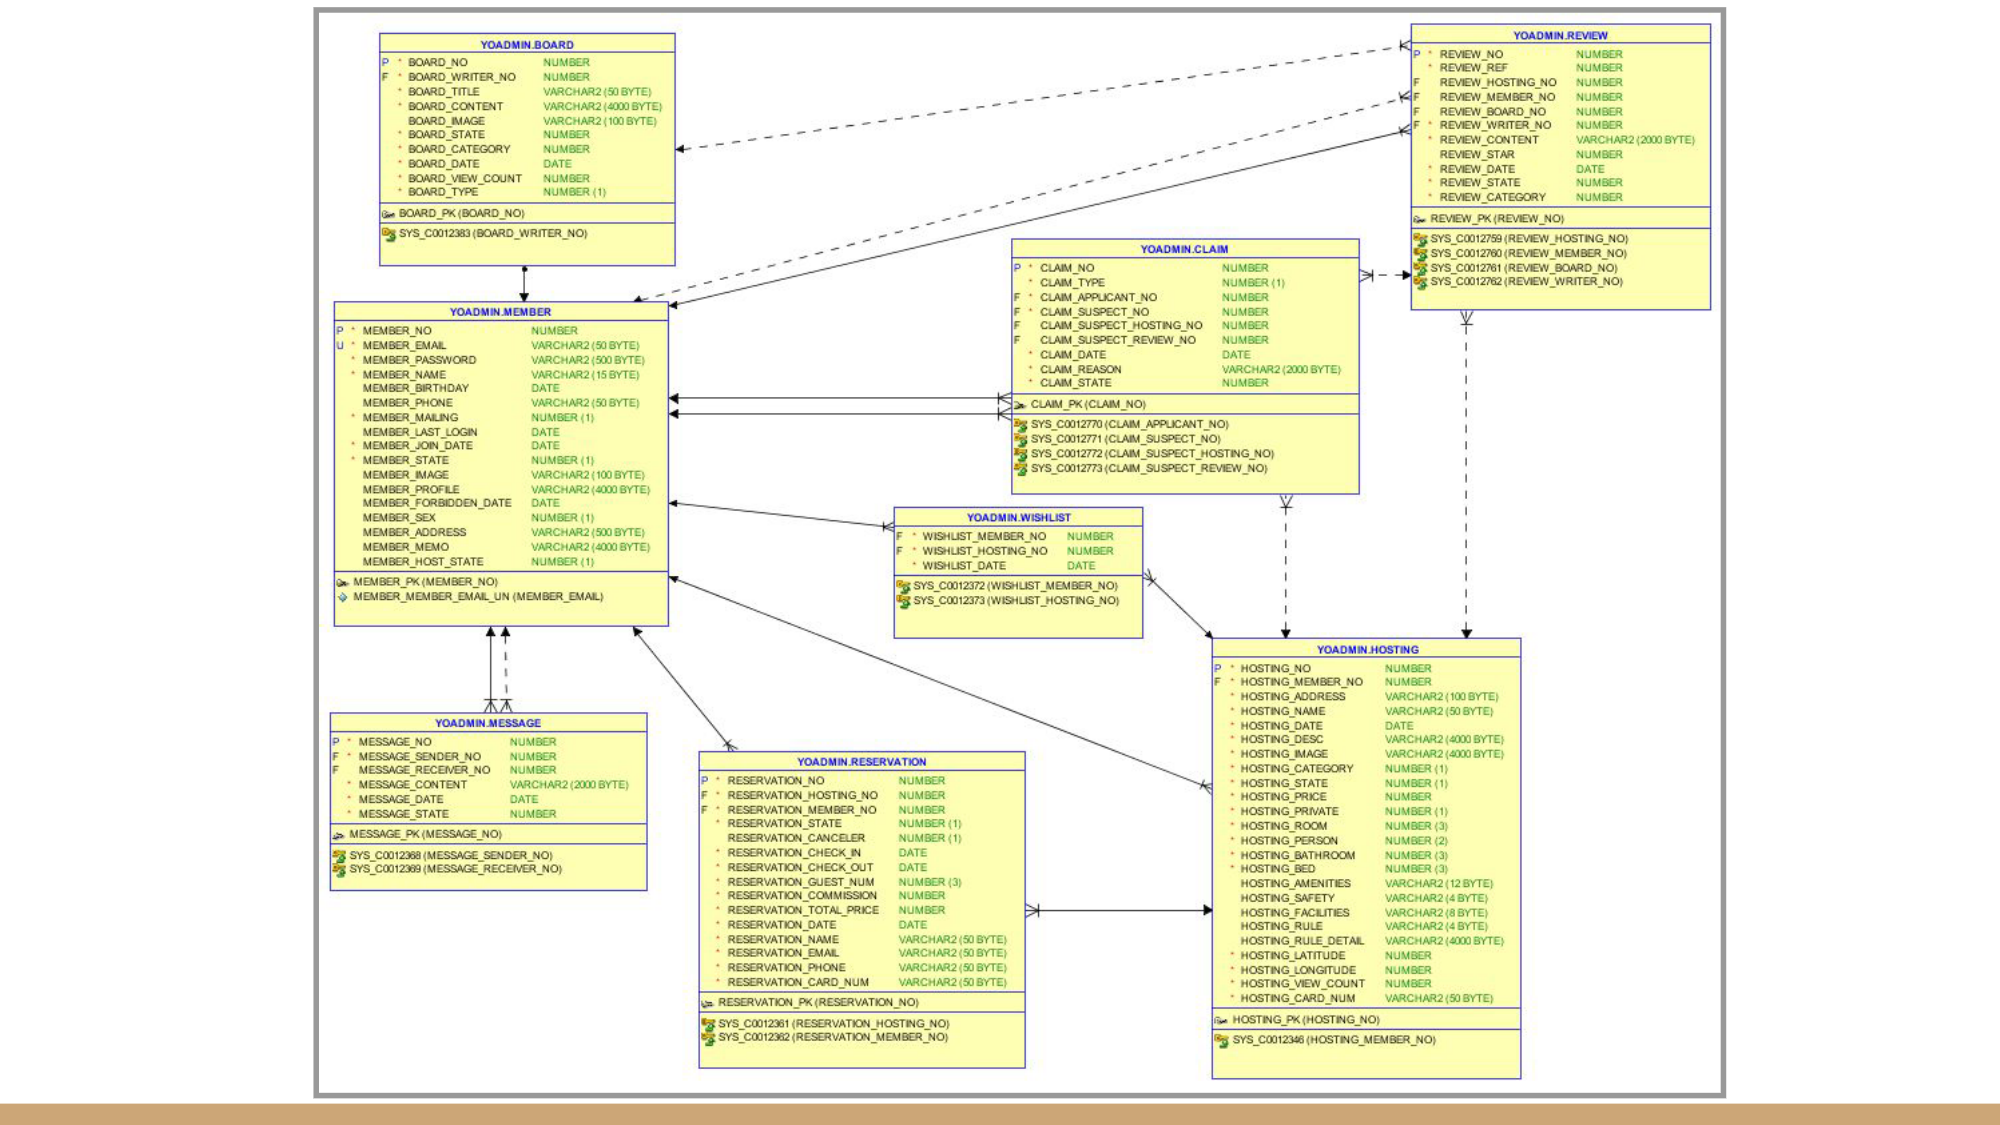 YOADMIN.BOARD
P * BOARD_NO NUMBER
F * BOARD_WRITER_NO NUMBER
* BOARD_TITLE VARCHAR2 (50 BYTE)
* BOARD_CONTENT VARCHAR2 (4000 BYTE)
BOARD_IMAGE VARCHAR2 (100 BYTE)
* BOARD_STATE NUMBER
* BOARD_CATEGORY NUMBER
* BOARD_DATE DATE
* BOARD_VIEW_COUNT NUMBER
* BOARD_TYPE NUMBER (1)
BOARD_PK (BOARD_NO)
SYS_C0012383 (BOARD_WRITER_NO)
YOADMIN.REVIEW
P * REVIEW_NO NUMBER
* REVIEW_REF NUMBER
F REVIEW_HOSTING_NO NUMBER
F REVIEW_MEMBER_NO NUMBER
F REVIEW_BOARD_NO NUMBER
F * REVIEW_WRITER_NO NUMBER
* REVIEW_CONTENT VARCHAR2 (2000 BYTE)
REVIEW_STAR NUMBER
* REVIEW_DATE DATE
* REVIEW_STATE NUMBER
* REVIEW_CATEGORY NUMBER
REVIEW_PK (REVIEW_NO)
SYS_C0012759 (REVIEW_HOSTING_NO)
SYS_C0012760 (REVIEW_MEMBER_NO)
SYS_C0012761 (REVIEW_BOARD_NO)
SYS_C0012762 (REVIEW_WRITER_NO)
YOADMIN.CLAIM
P * CLAIM_NO NUMBER
* CLAIM_TYPE NUMBER (1)
F * CLAIM_APPLICANT_NO NUMBER
F * CLAIM_SUSPECT_NO NUMBER
F CLAIM_SUSPECT_HOSTING_NO NUMBER
F CLAIM_SUSPECT_REVIEW_NO NUMBER
* CLAIM_DATE DATE
* CLAIM_REASON VARCHAR2 (2000 BYTE)
* CLAIM_STATE NUMBER
CLAIM_PK (CLAIM_NO)
SYS_C0012770 (CLAIM_APPLICANT_NO)
SYS_C0012771 (CLAIM_SUSPECT_NO)
SYS_C0012772 (CLAIM_SUSPECT_HOSTING_NO)
SYS_C0012773 (CLAIM_SUSPECT_REVIEW_NO)
YOADMIN.MEMBER
P * MEMBER_NO NUMBER
U * MEMBER_EMAIL VARCHAR2 (50 BYTE)
* MEMBER_PASSWORD VARCHAR2 (500 BYTE)
* MEMBER_NAME VARCHAR2 (15 BYTE)
MEMBER_BIRTHDAY DATE
MEMBER_PHONE VARCHAR2 (50 BYTE)
* MEMBER_MAILING NUMBER (1)
MEMBER_LAST_LOGIN DATE
* MEMBER_JOIN_DATE DATE
* MEMBER_STATE NUMBER (1)
MEMBER_IMAGE VARCHAR2 (100 BYTE)
MEMBER_PROFILE VARCHAR2 (4000 BYTE)
MEMBER_FORBIDDEN_DATE DATE
MEMBER_SEX NUMBER (1)
MEMBER_ADDRESS VARCHAR2 (500 BYTE)
MEMBER_MEMO VARCHAR2 (4000 BYTE)
MEMBER_HOST_STATE NUMBER (1)
MEMBER_PK (MEMBER_NO)
MEMBER_MEMBER_EMAIL_UN (MEMBER_EMAIL)
YOADMIN.WISHLIST
F * WISHLIST_MEMBER_NO NUMBER
F * WISHLIST_HOSTING_NO NUMBER
* WISHLIST_DATE DATE
SYS_C0012372 (WISHLIST_MEMBER_NO)
SYS_C0012373 (WISHLIST_HOSTING_NO)
YOADMIN.MESSAGE
P * MESSAGE_NO NUMBER
F * MESSAGE_SENDER_NO NUMBER
F MESSAGE_RECEIVER_NO NUMBER
* MESSAGE_CONTENT VARCHAR2 (2000 BYTE)
* MESSAGE_DATE DATE
* MESSAGE_STATE NUMBER
MESSAGE_PK (MESSAGE_NO)
SYS_C0012368 (MESSAGE_SENDER_NO)
SYS_C0012369 (MESSAGE_RECEIVER_NO)
YOADMIN.RESERVATION
P * RESERVATION_NO NUMBER
F * RESERVATION_HOSTING_NO NUMBER
F * RESERVATION_MEMBER_NO NUMBER
* RESERVATION_STATE NUMBER (1)
RESERVATION_CANCELER NUMBER (1)
* RESERVATION_CHECK_IN DATE
* RESERVATION_CHECK_OUT DATE
* RESERVATION_GUEST_NUM NUMBER (3)
* RESERVATION_COMMISSION NUMBER
* RESERVATION_TOTAL_PRICE NUMBER
* RESERVATION_DATE DATE
* RESERVATION_NAME VARCHAR2 (50 BYTE)
* RESERVATION_EMAIL VARCHAR2 (50 BYTE)
* RESERVATION_PHONE VARCHAR2 (50 BYTE)
* RESERVATION_CARD_NUM VARCHAR2 (50 BYTE)
RESERVATION_PK (RESERVATION_NO)
SYS_C0012361 (RESERVATION_HOSTING_NO)
SYS_C0012362 (RESERVATION_MEMBER_NO)
YOADMIN.HOSTING
P * HOSTING_NO NUMBER
F * HOSTING_MEMBER_NO NUMBER
* HOSTING_ADDRESS VARCHAR2 (100 BYTE)
* HOSTING_NAME VARCHAR2 (50 BYTE)
* HOSTING_DATE DATE
* HOSTING_DESC VARCHAR2 (4000 BYTE)
* HOSTING_IMAGE VARCHAR2 (4000 BYTE)
* HOSTING_CATEGORY NUMBER (1)
* HOSTING_STATE NUMBER (1)
* HOSTING_PRICE NUMBER
* HOSTING_PRIVATE NUMBER (1)
* HOSTING_ROOM NUMBER (3)
* HOSTING_PERSON NUMBER (2)
* HOSTING_BATHROOM NUMBER (3)
* HOSTING_BED NUMBER (3)
HOSTING_AMENITIES VARCHAR2 (12 BYTE)
HOSTING_SAFETY VARCHAR2 (4 BYTE)
HOSTING_FACILITIES VARCHAR2 (8 BYTE)
HOSTING_RULE VARCHAR2 (4 BYTE)
HOSTING_RULE_DETAIL VARCHAR2 (4000 BYTE)
* HOSTING_LATITUDE NUMBER
* HOSTING_LONGITUDE NUMBER
* HOSTING_VIEW_COUNT NUMBER
* HOSTING_CARD_NUM VARCHAR2 (50 BYTE)
HOSTING_PK (HOSTING_NO)
SYS_C0012346 (HOSTING_MEMBER_NO)